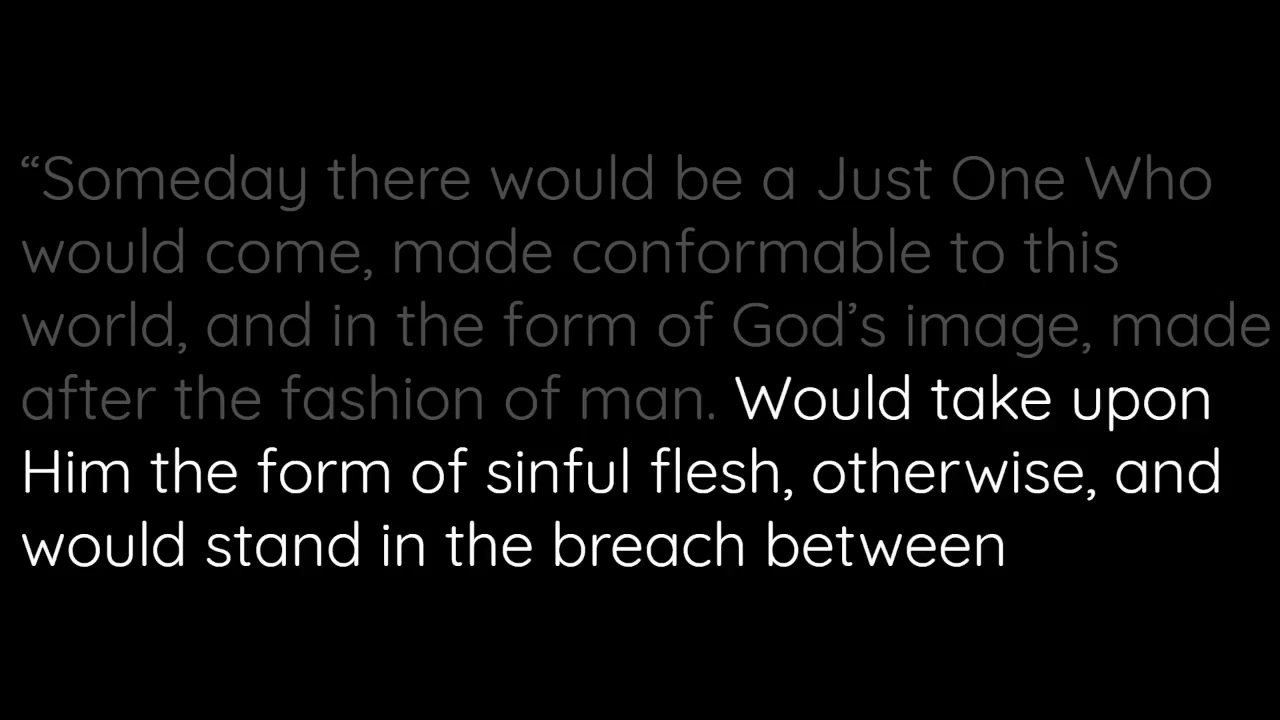 “Someday there would be a Just One Who
would come, made conformable to this
world, and in the form of God’s image, made
after the fashion of man. Would take upon
Him the form of sinful flesh, otherwise, and
would stand in the breach between